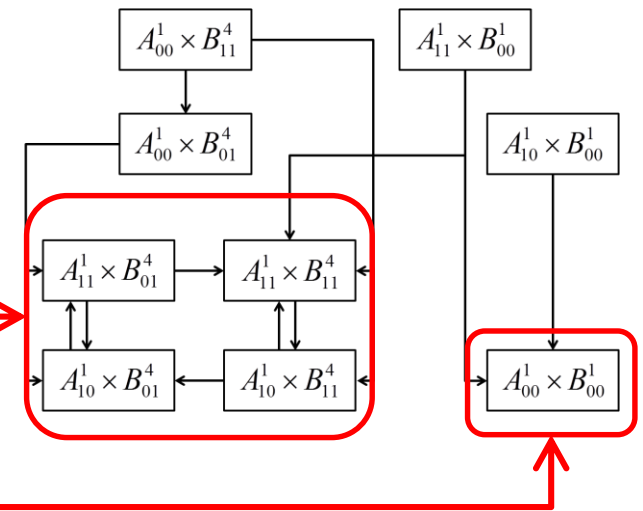 A^1_{00} × B^4_{11}
A^1_{11} × B^1_{00}
A^1_{00} × B^4_{01}
A^1_{10} × B^1_{00}
A^1_{11} × B^4_{01}
A^1_{11} × B^4_{11}
A^1_{10} × B^4_{01}
A^1_{10} × B^4_{11}
A^1_{00} × B^1_{00}